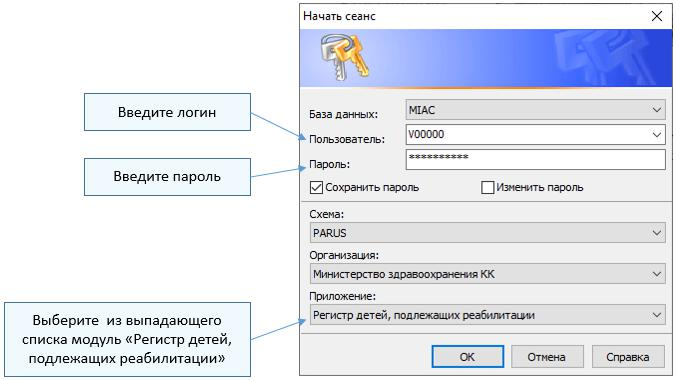 Начать сеанс
Введите логин
Введите пароль
Выберите из выпадающего
списка модуль «Регистр детей,
подлежащих реабилитации»
База данных: MIAC
Пользователь: V00000
Пароль: **********
Сохранить пароль Изменить пароль
Схема:
PARUS
Организация:
Министерство здравоохранения КК
Приложение:
Регистр детей, подлежащих реабилитации
ОК Отмена Справка